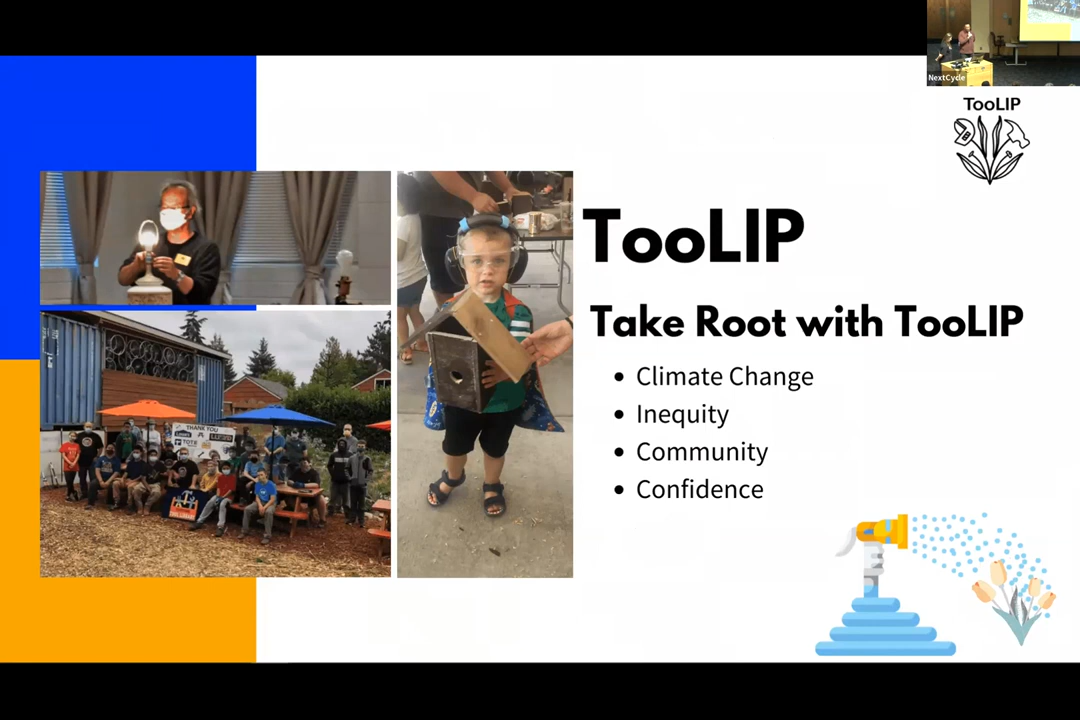 NextCycle
TooLIP
TooLIP
Take Root with TooLIP
Climate Change
Inequity
Community
Confidence
THANK YOU